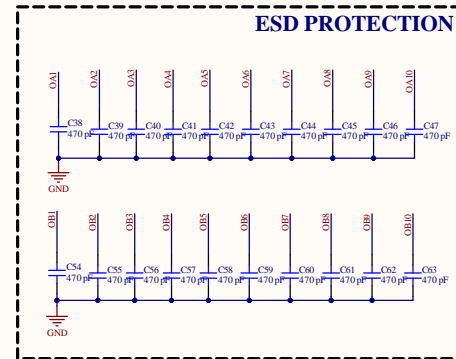 ESD PROTECTION
OA1 OA2 OA3 OA4 OA5 OA6 OA7 OA8 OA9 OA10
C38 C39 C40 C41 C42 C43 C44 C45 C46 C47
470 pF 470 pF 470 pF 470 pF 470 pF 470 pF 470 pF 470 pF 470 pF 470 pF
GND
OB1 OB2 OB3 OB4 OB5 OB6 OB7 OB8 OB9 OB10
C54 C55 C56 C57 C58 C59 C60 C61 C62 C63
470 pF 470 pF 470 pF 470 pF 470 pF 470 pF 470 pF 470 pF 470 pF 470 pF
GND